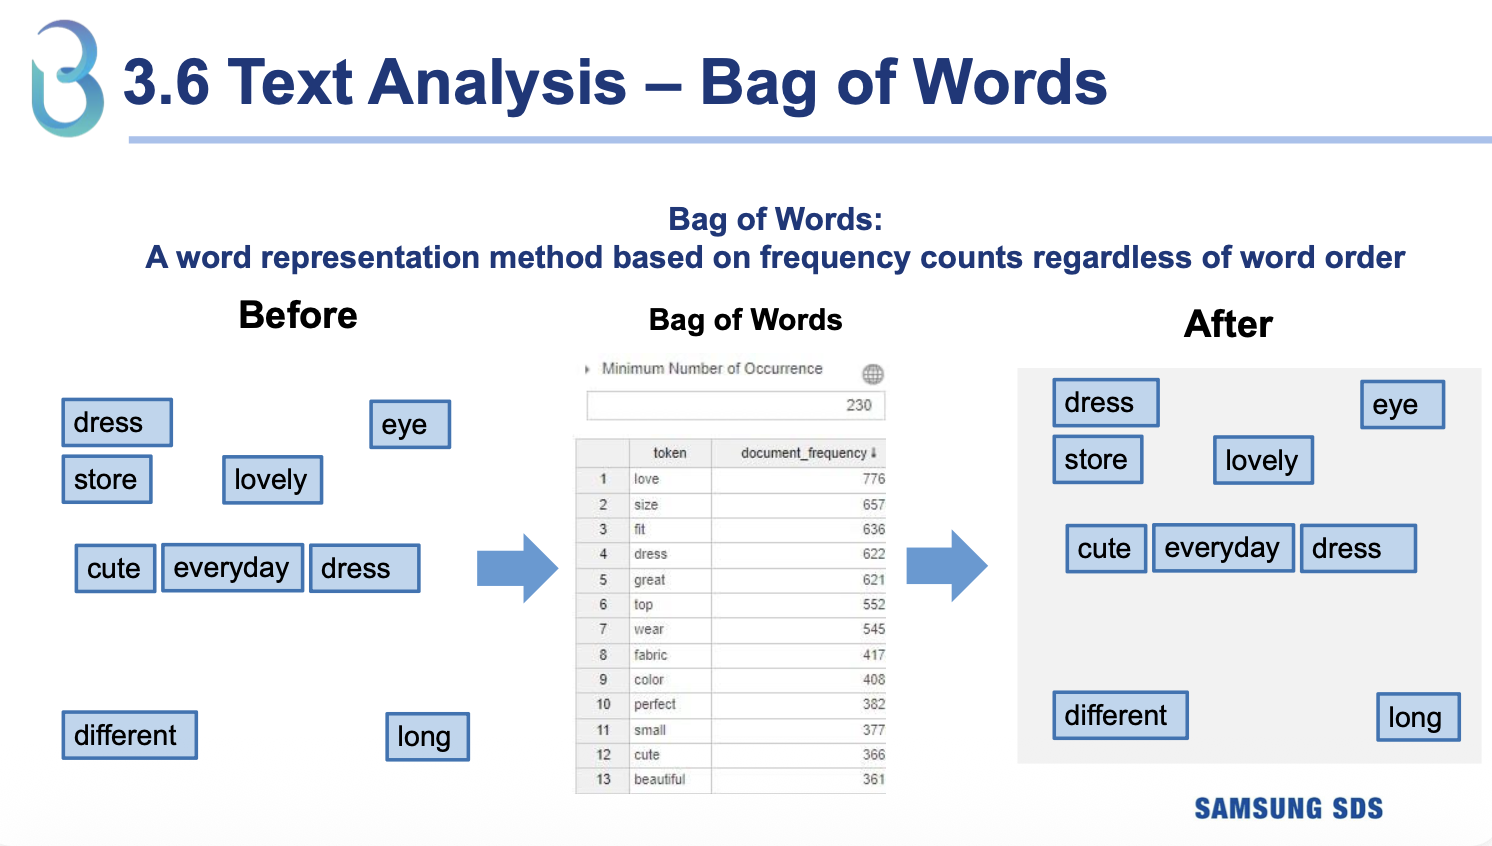 3.6 Text Analysis – Bag of Words
Bag of Words:
A word representation method based on frequency counts regardless of word order
Before
dress
eye
store
lovely
cute everyday dress
different
long
Bag of Words
Minimum Number of Occurrence
230
token document_frequency↓
1 love 776
2 size 657
3 fit 636
4 dress 622
5 great 621
6 top 552
7 wear 545
8 fabric 417
9 color 408
10 perfect 382
11 small 377
12 cute 366
13 beautiful 361
After
dress
eye
store
lovely
cute everyday dress
different
long
SAMSUNG SDS